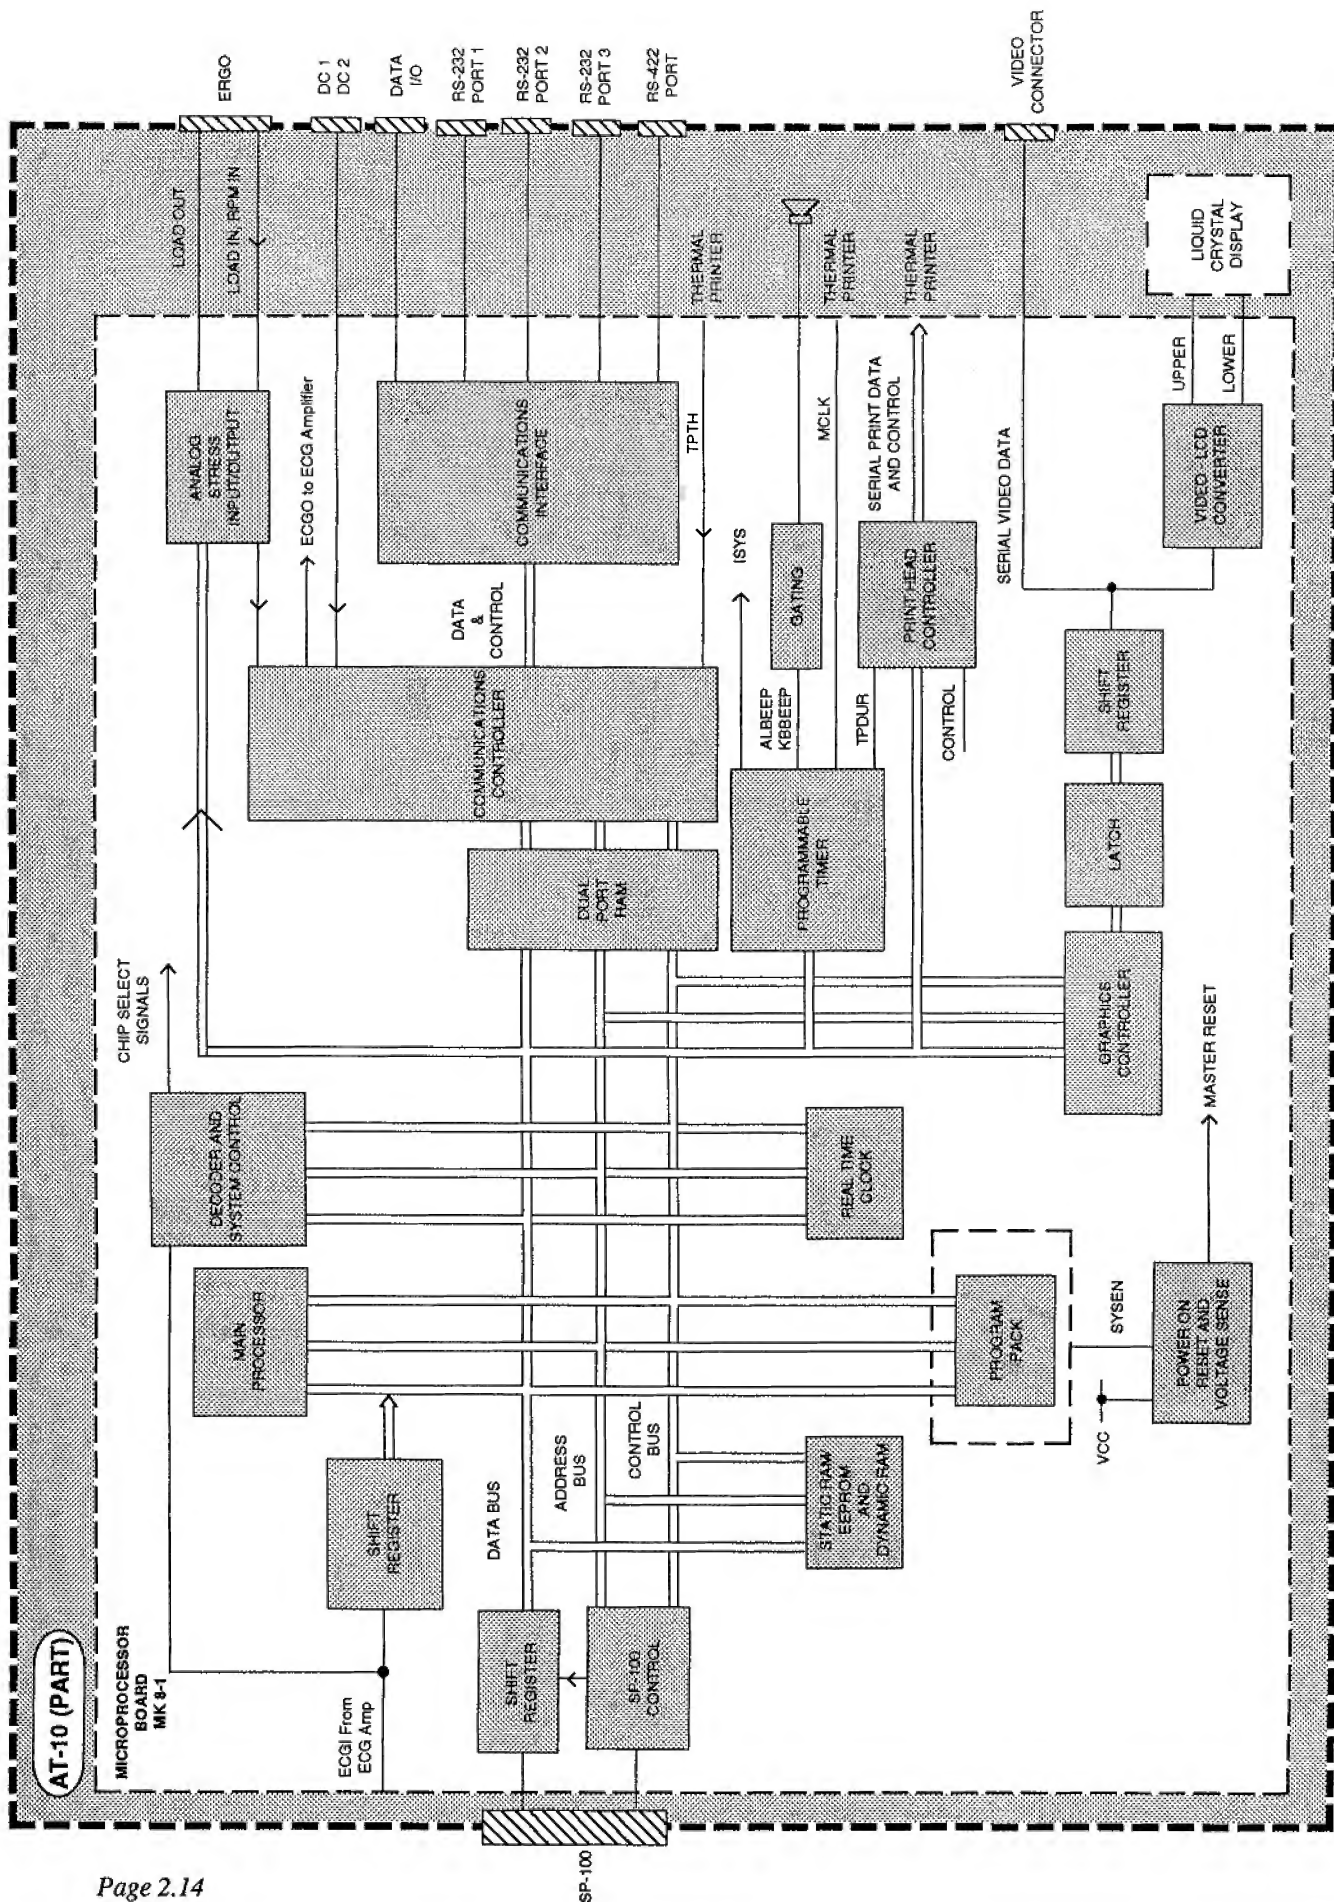 AT-10 (PART)
MICROPROCESSOR
BOARD
MK 8-1
ECGI From
ECG Amp
SP-100
SHIFT
REGISTER
SHIFT
REGISTER
SP-100
CONTROL
DATA BUS
ADDRESS
BUS
CONTROL
BUS
MAIN
PROCESSOR
DECODER AND
SYSTEM CONTROL
CHIP SELECT
SIGNALS
STATIC RAM
EEPROM
AND
DYNAMIC RAM
PROGRAM
PACK
REAL TIME
CLOCK
VCC
SYSEN
POWER ON
RESET AND
VOLTAGE SENSE
MASTER RESET
GRAPHICS
CONTROLLER
LATCH
SHIFT
REGISTER
DUAL
PORT
RAM
COMMUNICATIONS
CONTROLLER
PROGRAMMABLE
TIMER
ISYS
ALBEEP
KBBEEP
TPDUR
CONTROL
GATING
PRINT HEAD
CONTROLLER
DATA
&
CONTROL
COMMUNICATIONS
INTERFACE
ANALOG
STRESS
INPUT/OUTPUT
ECGO to ECG Amplifier
TPTH
MCLK
SERIAL PRINT DATA
AND CONTROL
SERIAL VIDEO DATA
VIDEO - LCD
CONVERTER
UPPER
LOWER
LIQUID
CRYSTAL
DISPLAY
LOAD OUT
LOAD IN, RPM IN
THERMAL
PRINTER
THERMAL
PRINTER
THERMAL
PRINTER
ERGO
DC 1
DC 2
DATA
I/O
RS-232
PORT 1
RS-232
PORT 2
RS-232
PORT 3
RS-422
PORT
VIDEO
CONNECTOR
Page 2.14